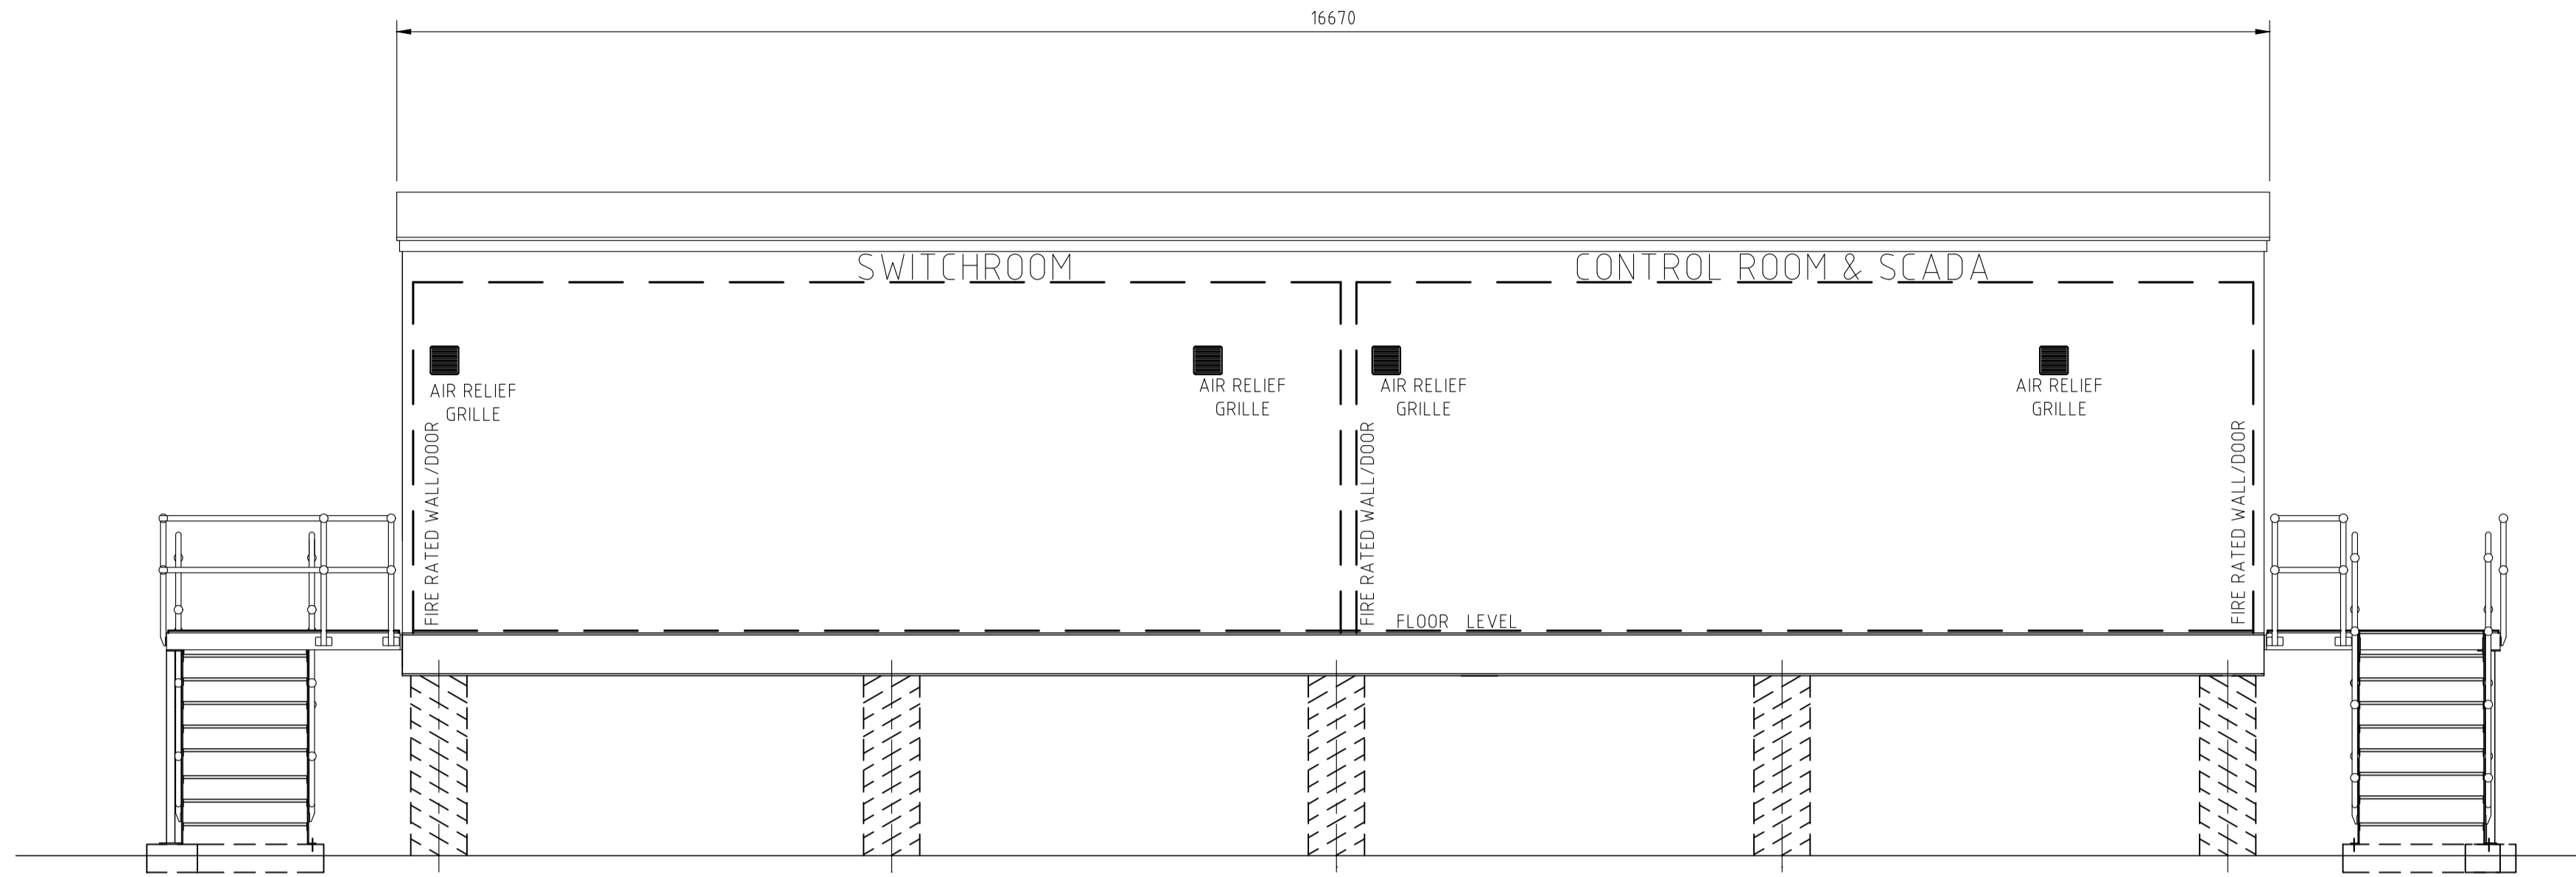 16670
SWITCHROOM
CONTROL ROOM & SCADA
AIR RELIEF
GRILLE
AIR RELIEF
GRILLE
AIR RELIEF
GRILLE
AIR RELIEF
GRILLE
FIRE RATED WALL/DOOR
FIRE RATED WALL/DOOR
FIRE RATED WALL/DOOR
FLOOR LEVEL